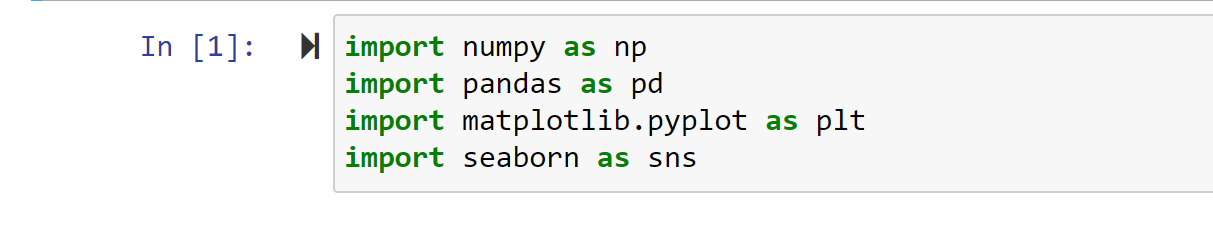 In [1]: import numpy as np
import pandas as pd
import matplotlib.pyplot as plt
import seaborn as sns